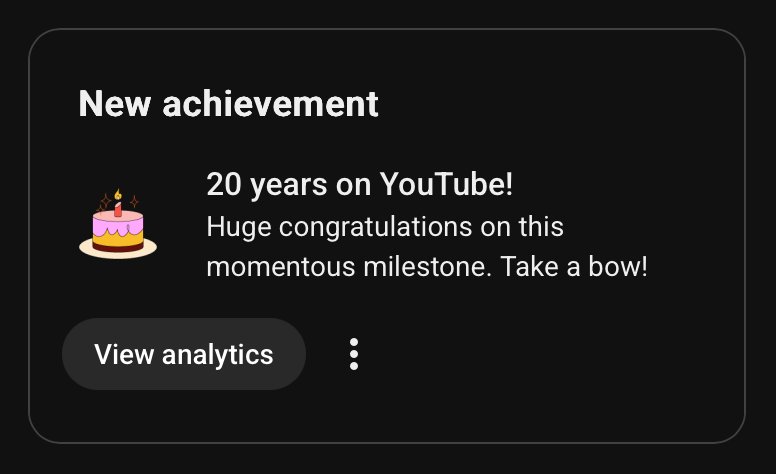 New achievement
20 years on YouTube!
Huge congratulations on this
momentous milestone. Take a bow!
View analytics